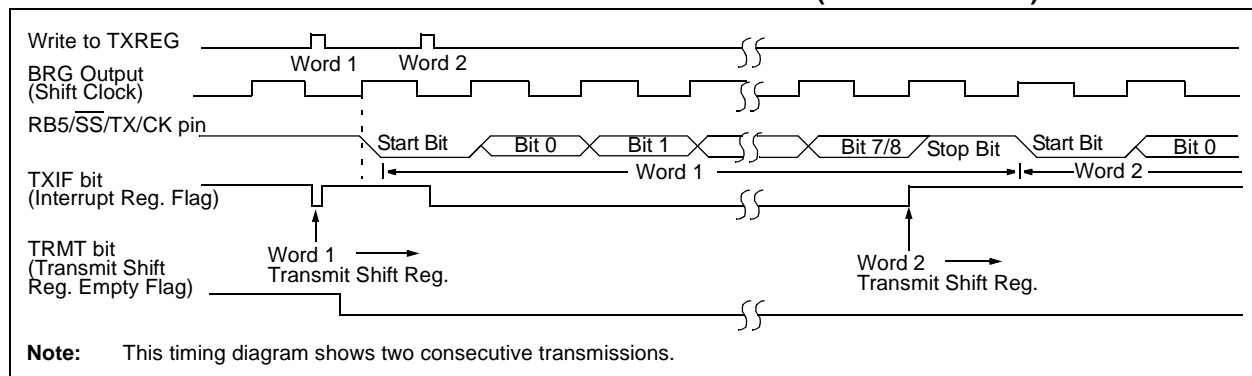 Write to TXREG
Word 1
Word 2
BRG Output
(Shift Clock)
RB5/SS/TX/CK pin
Start Bit
Bit 0
Bit 1
Bit 7/8
Stop Bit
Start Bit
Bit 0
Word 1
Word 2
TXIF bit
(Interrupt Reg. Flag)
TRMT bit
(Transmit Shift
Reg. Empty Flag)
Word 1
Transmit Shift Reg.
Word 2
Transmit Shift Reg.
Note: This timing diagram shows two consecutive transmissions.